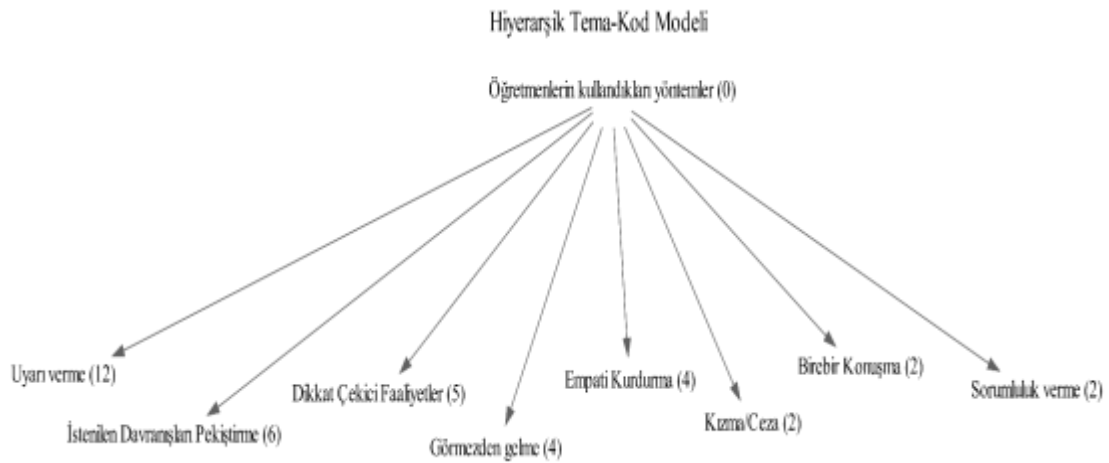 Hiyerarşik Tema-Kod Modeli
Öğretmenlerin kullandıkları yöntemler (0)
Uyarı verme (12)
İstenilen Davranışları Pekiştirme (6)
Dikkat Çekici Faaliyetler (5)
Görmezden gelme (4)
Empati Kurdurma (4)
Kızma/Ceza (2)
Birebir Konuşma (2)
Sorumluluk verme (2)